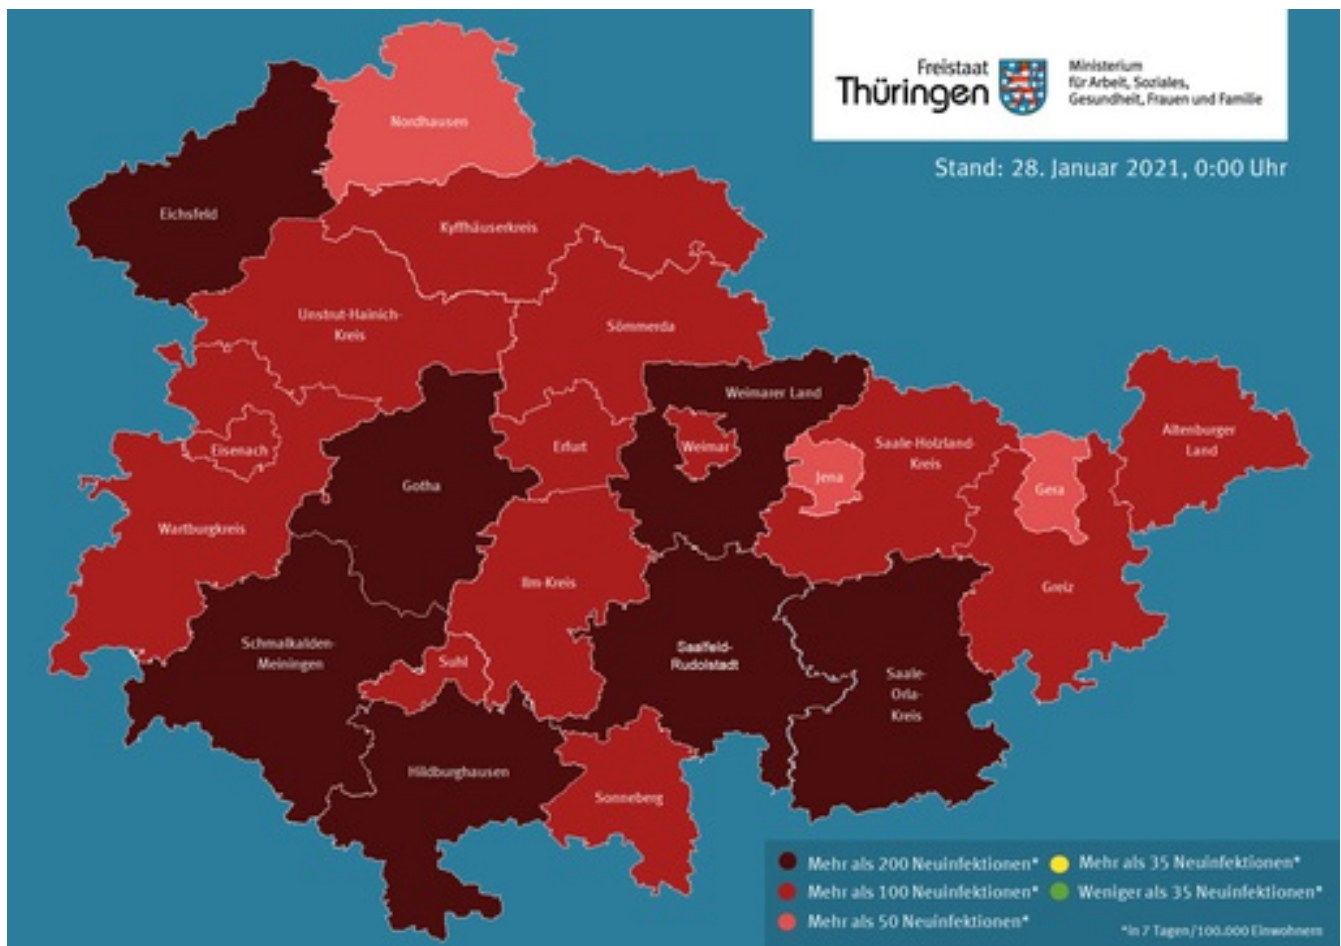 Freistaat
Thüringen
Ministerium
für Arbeit, Soziales,
Gesundheit, Frauen und Familie
Stand: 28. Januar 2021, 0:00 Uhr
Nordhausen
Eichsfeld
Kyffhäuserkreis
Unstrut-Hainich-
Kreis
Sömmerda
Weimarer Land
Eisenach
Erfurt
Weimar
Saale-Holzland-
Kreis
Altenburger
Land
Gotha
Jena
Gera
Wartburgkreis
Ilm-Kreis
Greiz
Schmalkalden-
Meiningen
Suhl
Saalfeld-
Rudolstadt
Saale-
Orla-
Kreis
Hildburghausen
Sonneberg
Mehr als 200 Neuinfektionen*
Mehr als 100 Neuinfektionen*
Mehr als 50 Neuinfektionen*
Mehr als 35 Neuinfektionen*
Weniger als 35 Neuinfektionen*
*in 7 Tagen/100.000 Einwohnern